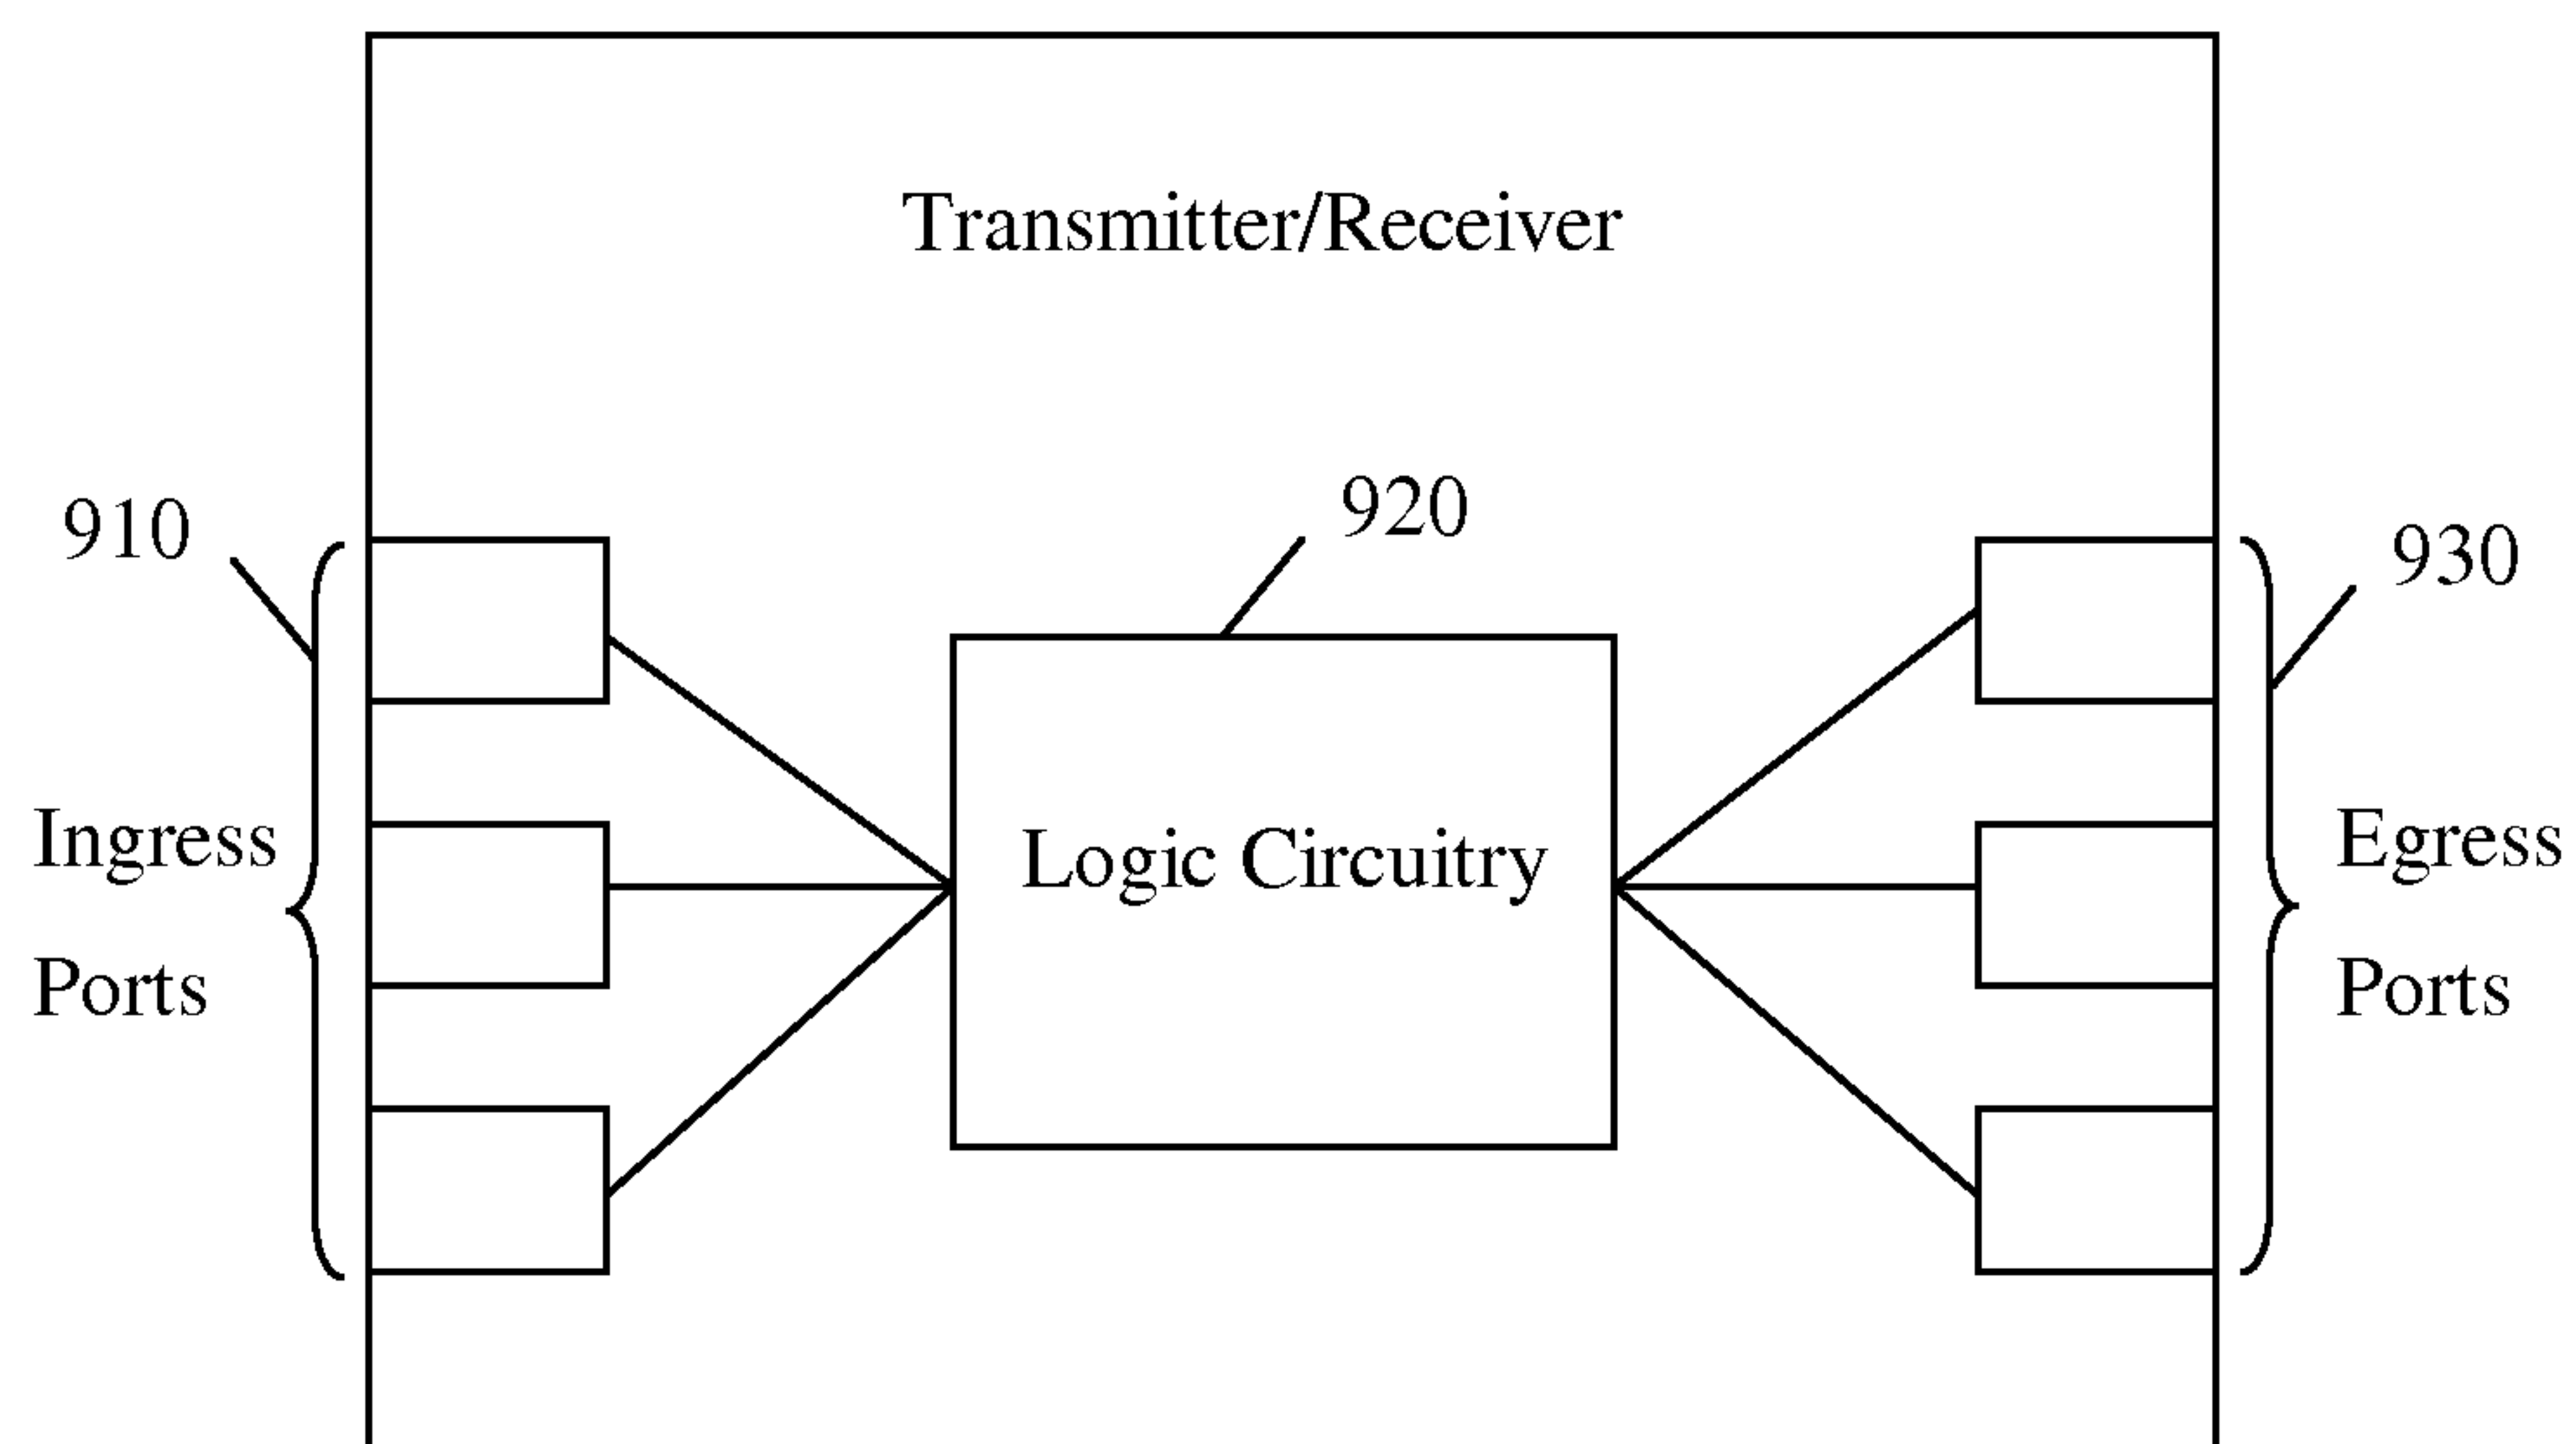 Transmitter/Receiver
910
920
930
Ingress
Ports
Logic Circuitry
Egress
Ports